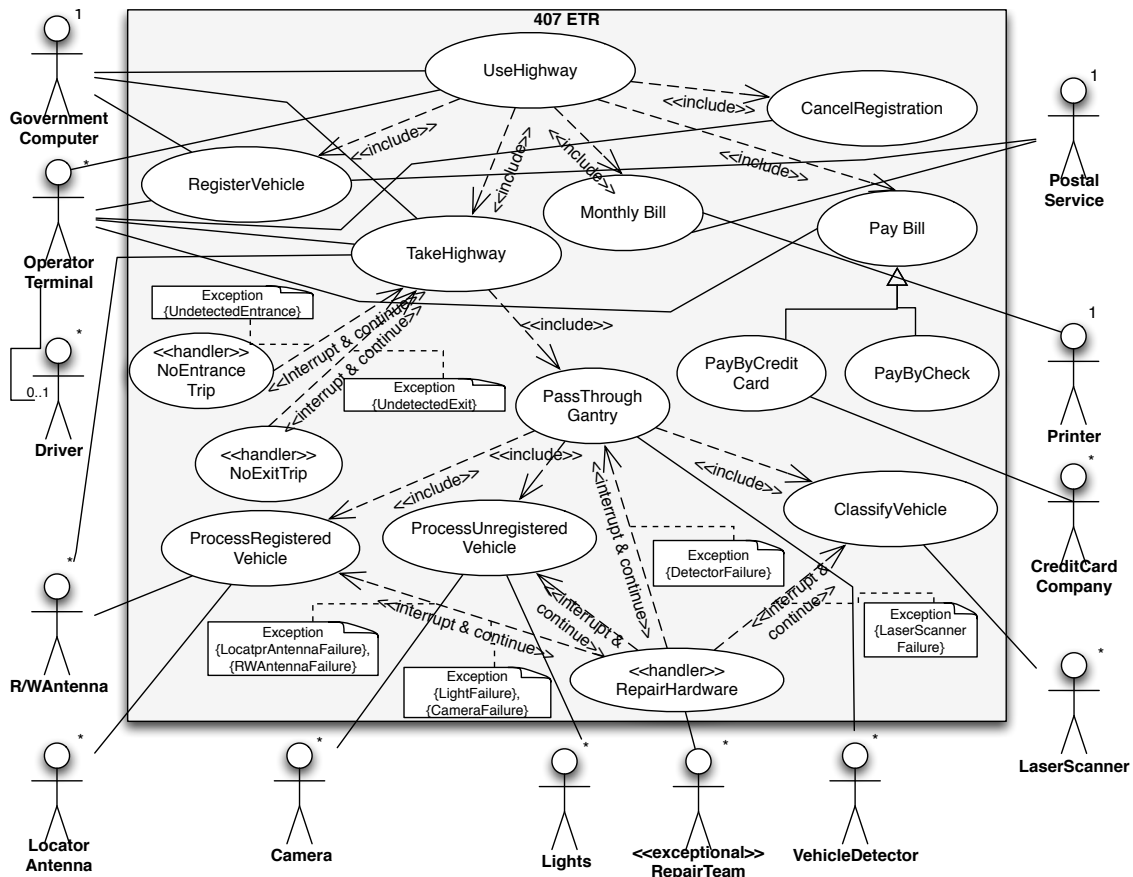 407 ETR
1
Government
Computer
UseHighway
<<include>>
CancelRegistration
1
Postal
Service
<<include>>
<<include>>
<<include>>
<<include>>
*
Operator
Terminal
RegisterVehicle
Monthly Bill
Pay Bill
TakeHighway
Exception
{UndetectedEntrance}
<<interrupt & continue>>
<<interrupt & continue>>
<<include>>
*
0..1
Driver
<<handler>>
NoEntrance
Trip
Exception
{UndetectedExit}
PassThrough
Gantry
PayByCredit
Card
PayByCheck
1
Printer
<<handler>>
NoExitTrip
<<include>>
<<include>>
<<include>>
*
CreditCard
Company
ProcessRegistered
Vehicle
ProcessUnregistered
Vehicle
ClassifyVehicle
<<interrupt & continue>>
Exception
{DetectorFailure}
*
R/WAntenna
<<interrupt & continue>>
<<interrupt &
continue>>
<<interrupt &
continue>>
Exception
{LocatprAntennaFailure},
{RWAntennaFailure}
Exception
{LaserScanner
Failure}
Exception
{LightFailure},
{CameraFailure}
<<handler>>
RepairHardware
*
LaserScanner
*
Locator
Antenna
*
Camera
*
Lights
*
<<exceptional>>
RepairTeam
*
VehicleDetector